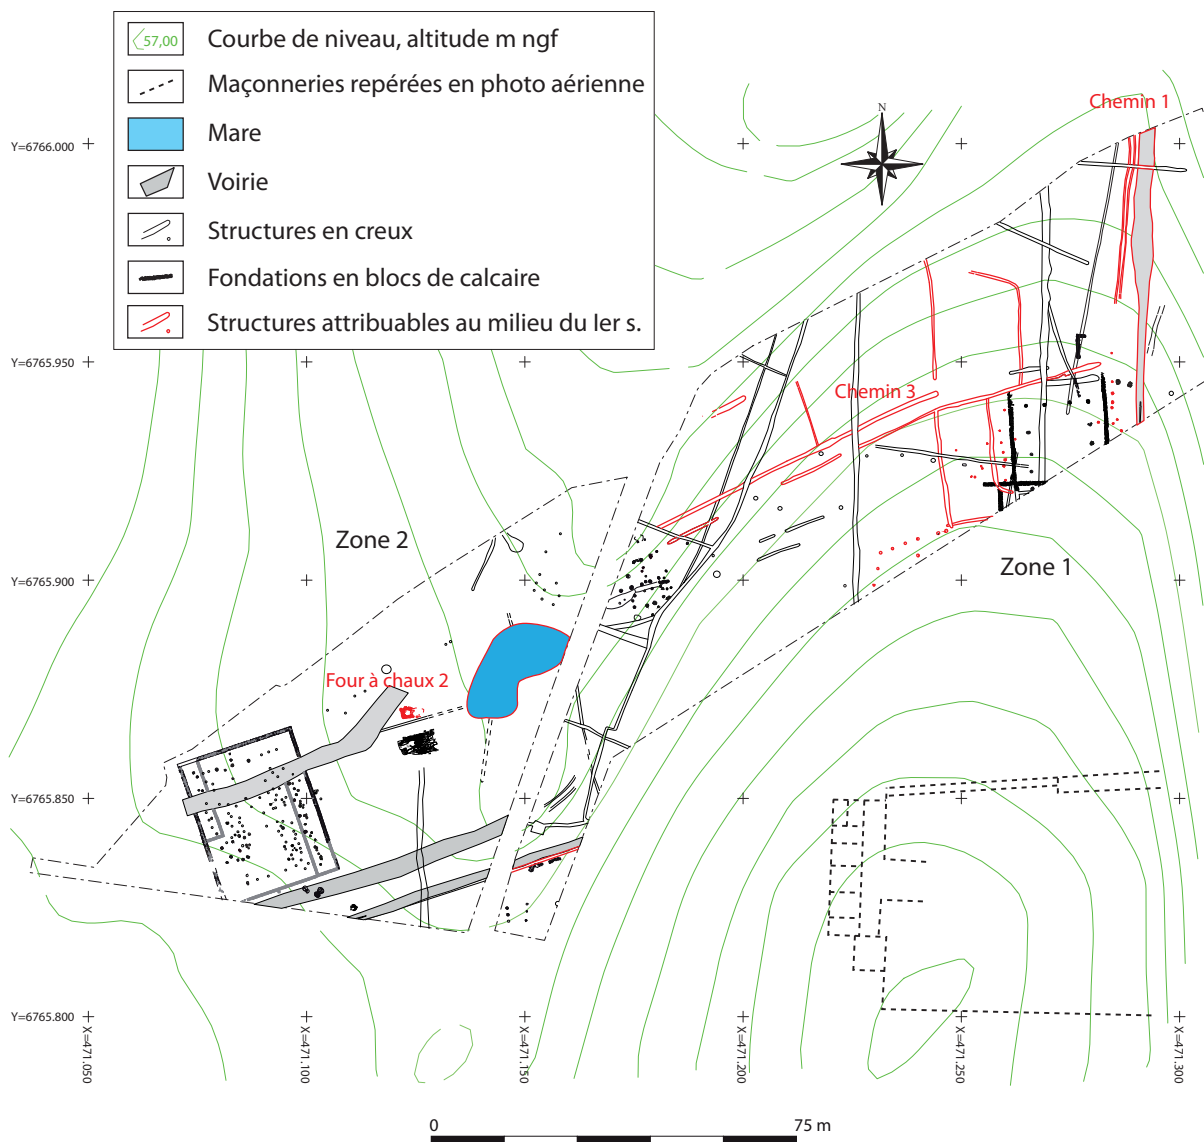 57,00 Courbe de niveau, altitude m ngf
Maçonneries repérées en photo aérienne
Mare
Voirie
Structures en creux
Fondations en blocs de calcaire
Structures attribuables au milieu du Ier s.
N
Chemin 1
Y=6766.000
Y=6765.950
Chemin 3
Zone 2
Zone 1
Y=6765.900
Four à chaux 2
Y=6765.850
Y=6765.800
X=471.050
X=471.100
X=471.150
X=471.200
X=471.250
X=471.300
0 75 m